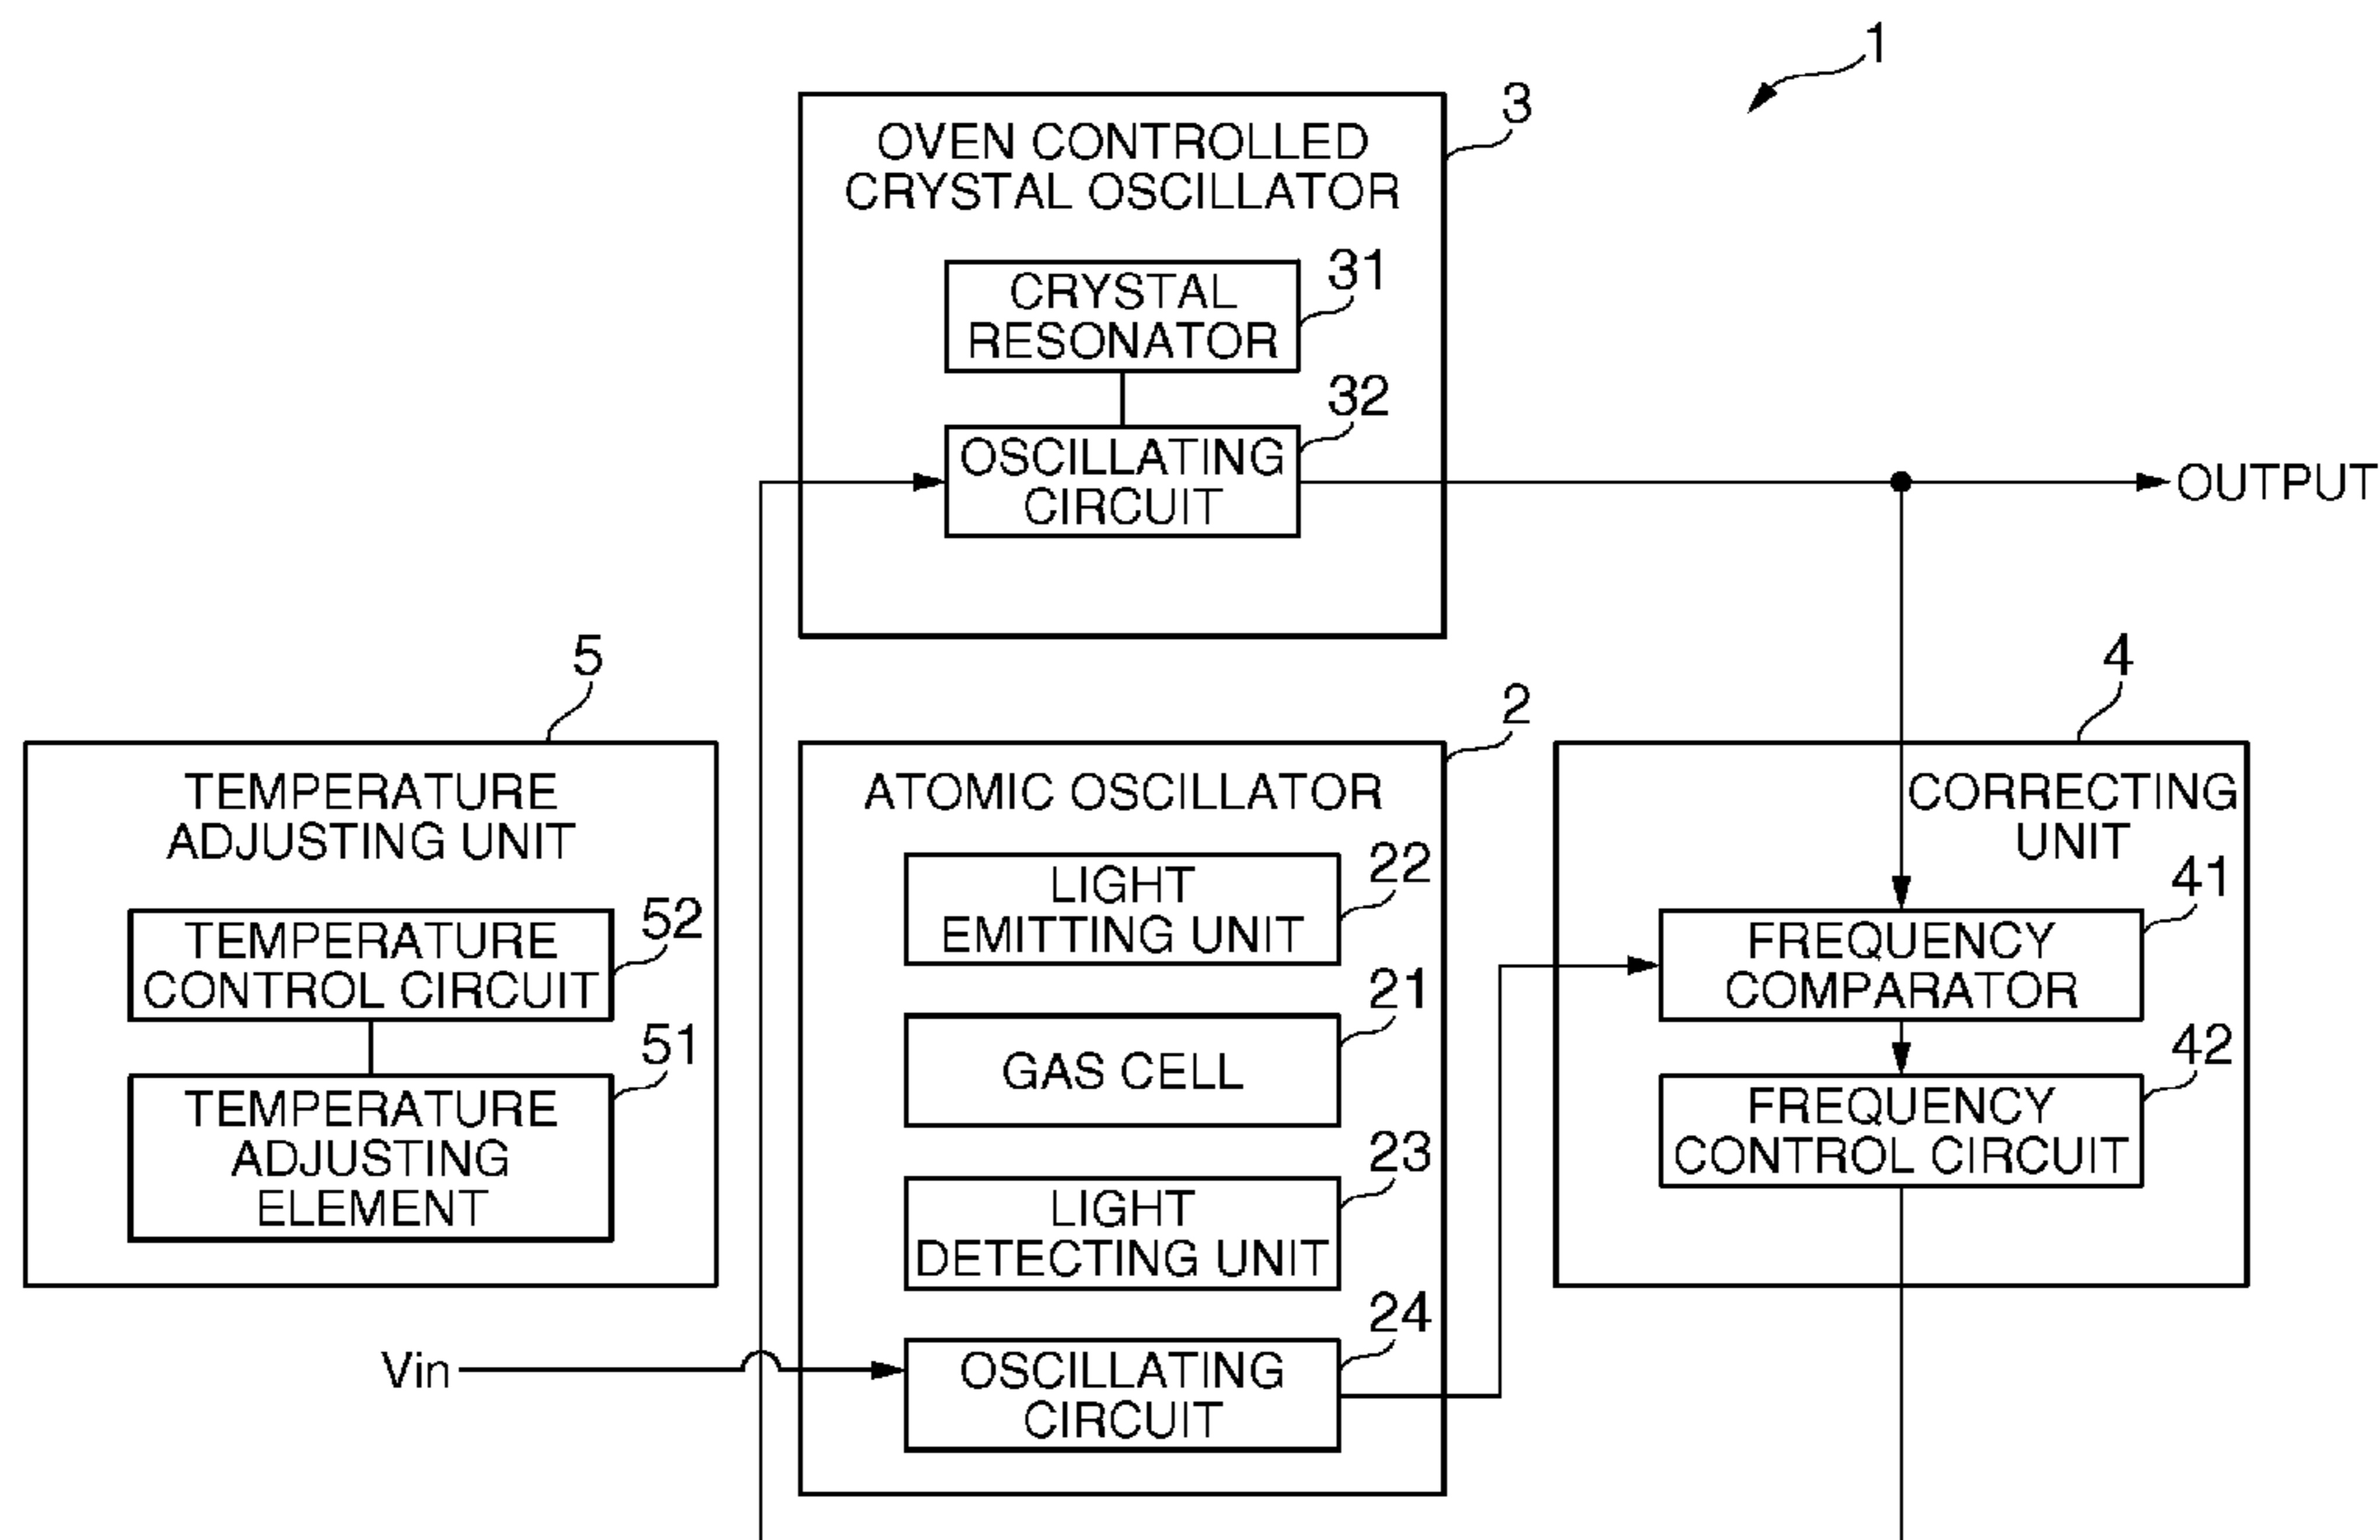 1
3
OVEN CONTROLLED
CRYSTAL OSCILLATOR
31
CRYSTAL
RESONATOR
32
OSCILLATING
CIRCUIT
OUTPUT
5
TEMPERATURE
ADJUSTING UNIT
52
TEMPERATURE
CONTROL CIRCUIT
51
TEMPERATURE
ADJUSTING
ELEMENT
2
ATOMIC OSCILLATOR
22
LIGHT
EMITTING UNIT
21
GAS CELL
23
LIGHT
DETECTING UNIT
24
Vin
OSCILLATING
CIRCUIT
4
CORRECTING
UNIT
41
FREQUENCY
COMPARATOR
42
FREQUENCY
CONTROL CIRCUIT